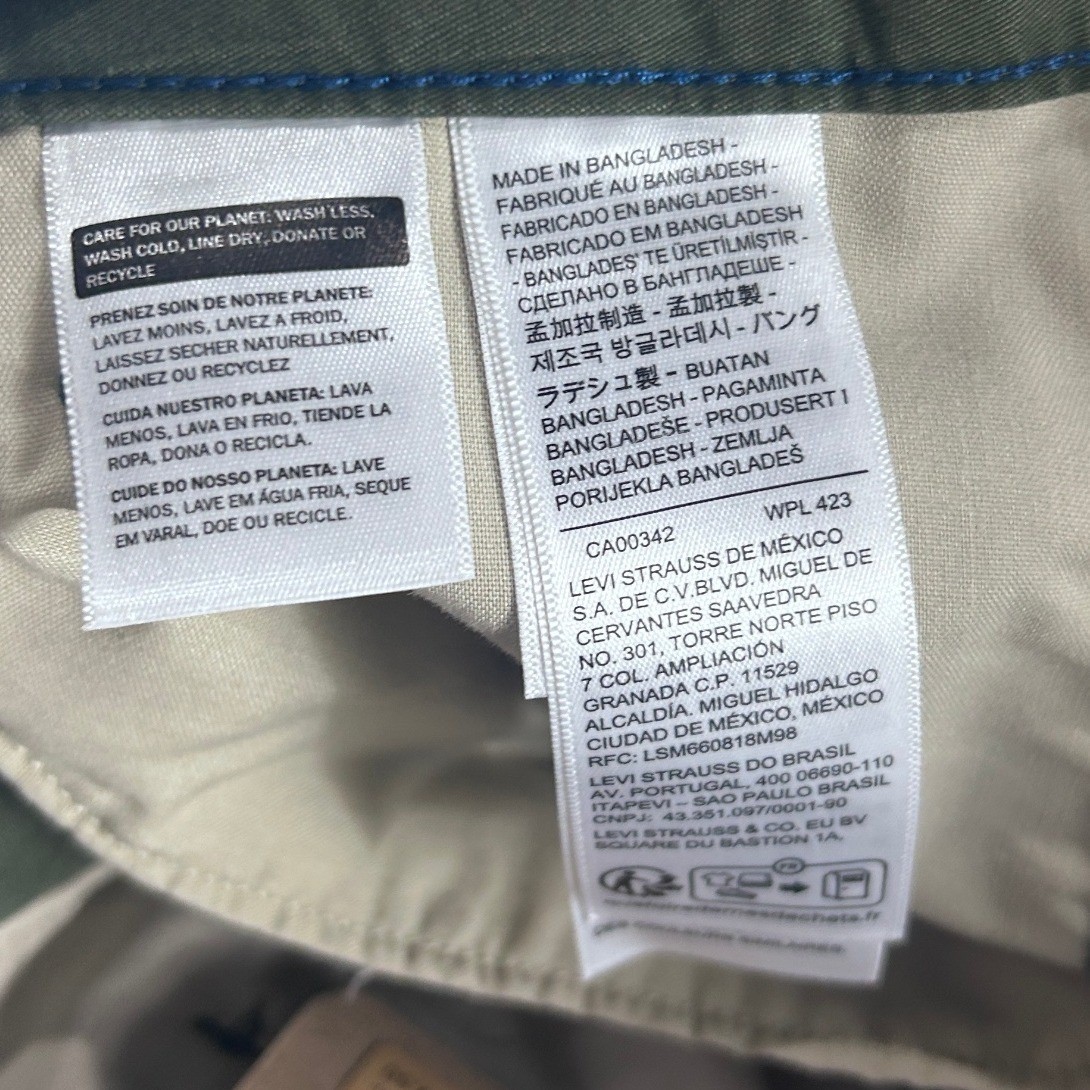 CARE FOR OUR PLANET: WASH LESS,
WASH COLD, LINE DRY, DONATE OR
RECYCLE
PRENEZ SOIN DE NOTRE PLANETE:
LAVEZ MOINS, LAVEZ A FROID,
LAISSEZ SECHER NATURELLEMENT,
DONNEZ OU RECYCLEZ
CUIDA NUESTRO PLANETA: LAVA
MENOS, LAVA EN FRIO, TIENDE LA
ROPA, DONA O RECICLA.
CUIDE DO NOSSO PLANETA: LAVE
MENOS, LAVE EM ÁGUA FRIA, SEQUE
EM VARAL, DOE OU RECICLE.
MADE IN BANGLADESH -
FABRIQUÉ AU BANGLADESH -
FABRICADO EN BANGLADESH -
FABRICADO EM BANGLADESH
- BANGLADEŞ' TE ÜRETİLMİŞTİR -
СДЕЛАНО В БАНГЛАДЕШЕ -
孟加拉制造 - 孟加拉製 -
제조국 방글라데시 - バング
ラデシュ製 - BUATAN
BANGLADESH - PAGAMINTA
BANGLADEŠE - PRODUSERT I
BANGLADESH - ZEMLJA
PORIJEKLA BANGLADEŠ
CA00342 WPL 423
LEVI STRAUSS DE MÉXICO
S.A. DE C.V.BLVD. MIGUEL DE
CERVANTES SAAVEDRA
NO. 301, TORRE NORTE PISO
7 COL. AMPLIACIÓN
GRANADA C.P. 11529
ALCALDÍA. MIGUEL HIDALGO
CIUDAD DE MÉXICO, MÉXICO
RFC: LSM660818M98
LEVI STRAUSS DO BRASIL
AV. PORTUGAL, 400 06690-110
ITAPEVI – SAO PAULO BRASIL
CNPJ: 43.351.097/0001-90
LEVI STRAUSS & CO. EU BV
SQUARE DU BASTION 1A,
FR
quefairedemesdechets.fr